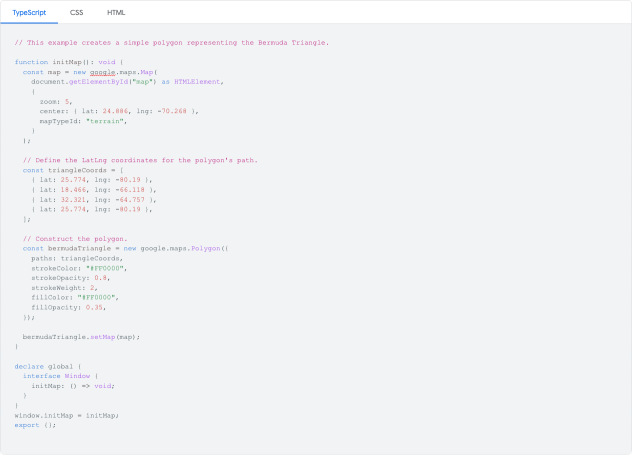 TypeScript CSS HTML
// This example creates a simple polygon representing the Bermuda Triangle.
function initMap(): void {
const map = new google.maps.Map(
document.getElementById("map") as HTMLElement,
{
zoom: 5,
center: { lat: 24.886, lng: -70.268 },
mapTypeId: "terrain",
}
);
// Define the LatLng coordinates for the polygon's path.
const triangleCoords = [
{ lat: 25.774, lng: -80.19 },
{ lat: 18.466, lng: -66.118 },
{ lat: 32.321, lng: -64.757 },
{ lat: 25.774, lng: -80.19 },
];
// Construct the polygon.
const bermudaTriangle = new google.maps.Polygon({
paths: triangleCoords,
strokeColor: "#FF0000",
strokeOpacity: 0.8,
strokeWeight: 2,
fillColor: "#FF0000",
fillOpacity: 0.35,
});
bermudaTriangle.setMap(map);
}
declare global {
interface Window {
initMap: () => void;
}
}
window.initMap = initMap;
export {};